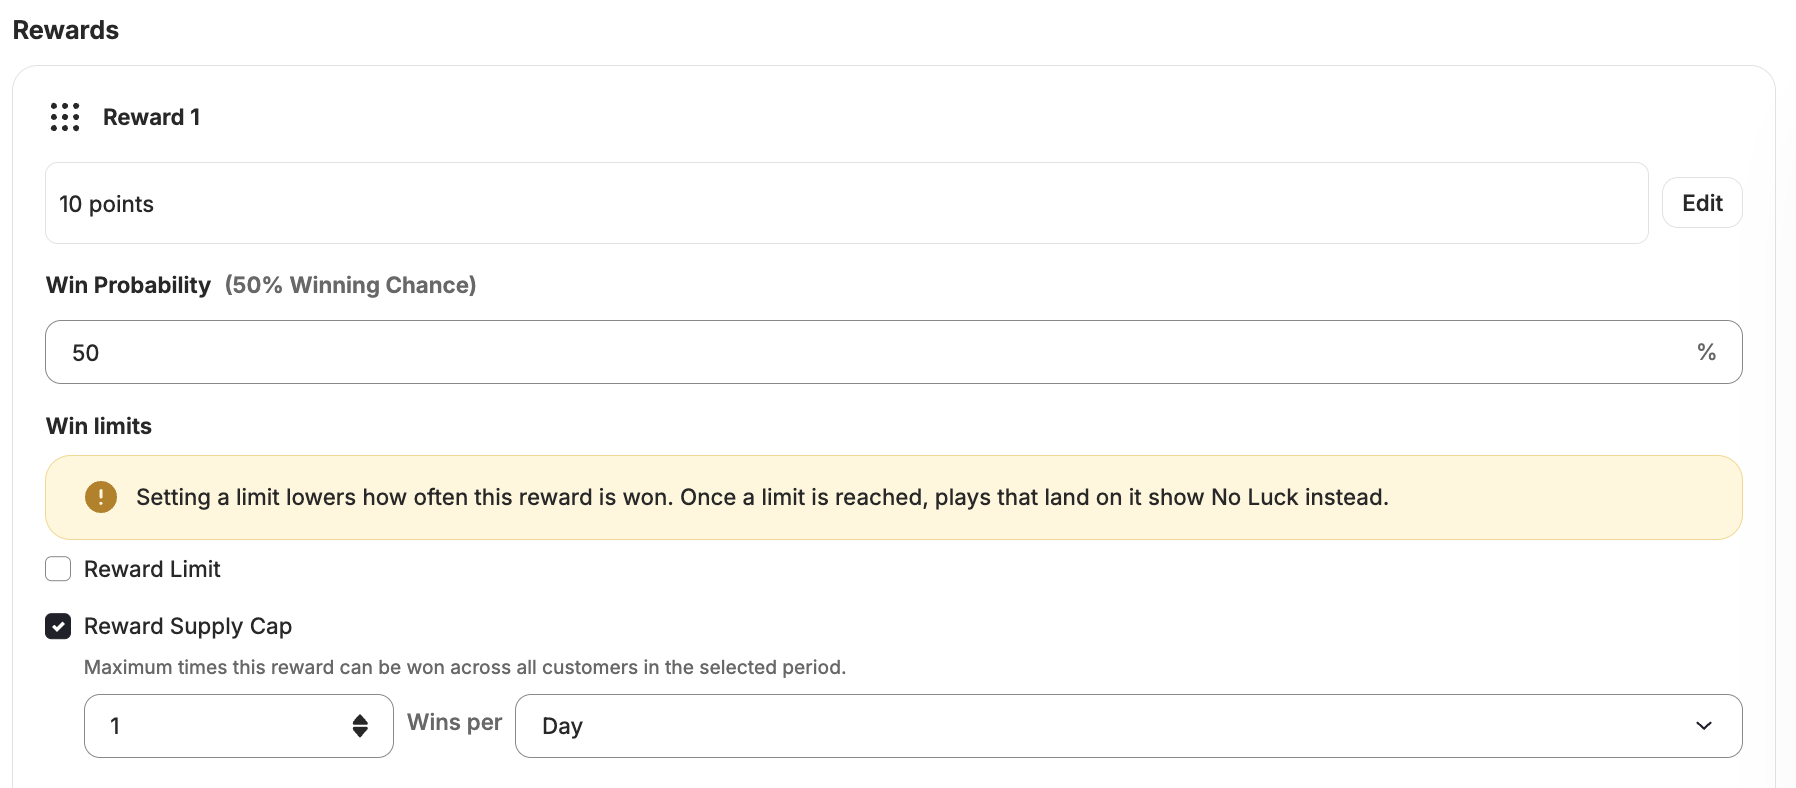 Rewards
Reward 1
10 points
Edit
Win Probability (50% Winning Chance)
50 %
Win limits
Setting a limit lowers how often this reward is won. Once a limit is reached, plays that land on it show No Luck instead.
Reward Limit
Reward Supply Cap
Maximum times this reward can be won across all customers in the selected period.
1 Wins per Day